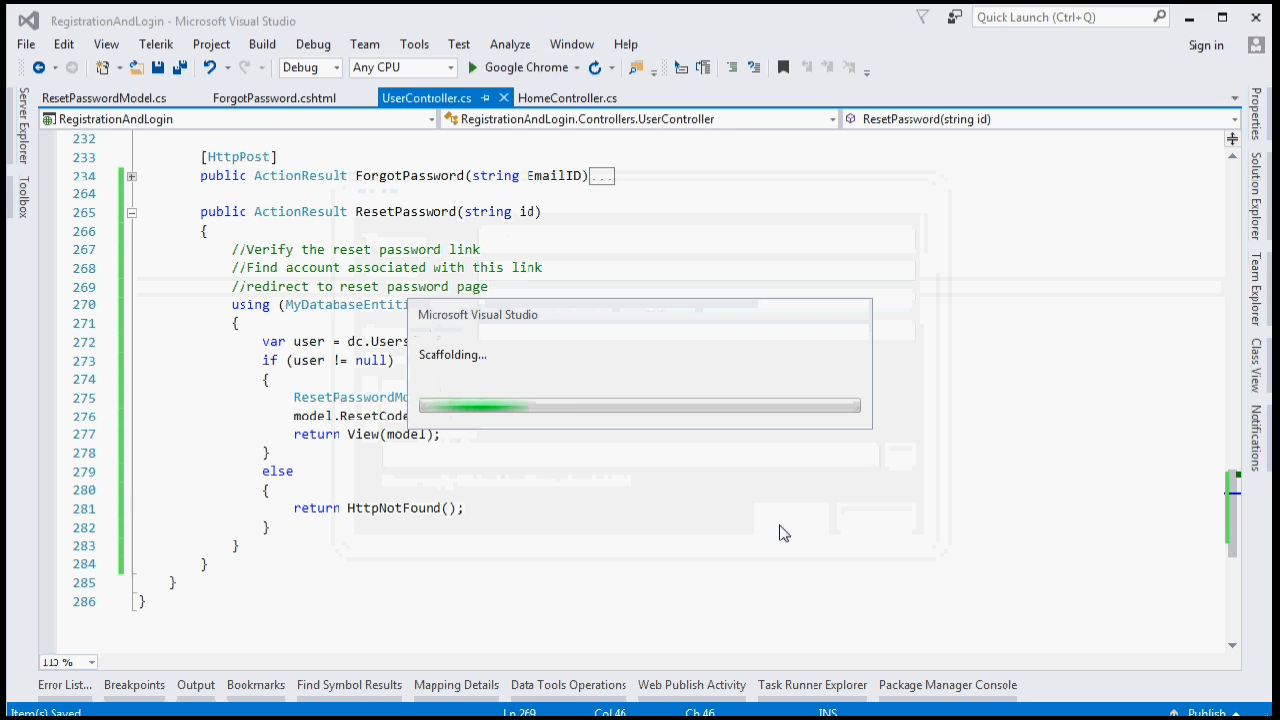 RegistrationAndLogin - Microsoft Visual Studio
Quick Launch (Ctrl+Q)
File Edit View Telerik Project Build Debug Team Tools Test Analyze Window Help
Sign in
Debug Any CPU Google Chrome
ResetPasswordModel.cs ForgotPassword.cshtml UserController.cs HomeController.cs
RegistrationAndLogin RegistrationAndLogin.Controllers.UserController ResetPassword(string id)
Server Explorer
Toolbox
Properties
Solution Explorer
Team Explorer
Class View
Notifications
232
233 [HttpPost]
234 public ActionResult ForgotPassword(string EmailID)...
264
265 public ActionResult ResetPassword(string id)
266 {
267 //Verify the reset password link
268 //Find account associated with this link
269 //redirect to reset password page
270 using (MyDatabaseEntiti
271 {
272 var user = dc.Users
273 if (user != null)
274 {
275 ResetPasswordMo
276 model.ResetCode
277 return View(model);
278 }
279 else
280 {
281 return HttpNotFound();
282 }
283 }
284 }
285 }
286 }
Microsoft Visual Studio
Scaffolding...
110 %
Error List... Breakpoints Output Bookmarks Find Symbol Results Mapping Details Data Tools Operations Web Publish Activity Task Runner Explorer Package Manager Console
Item(s) Saved Ln 269 Col 46 Ch 46 INS Publish